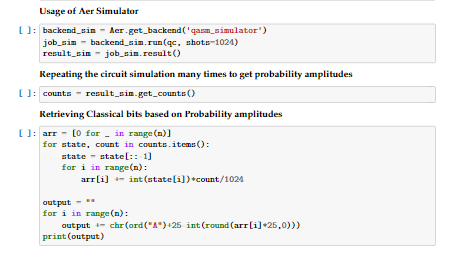 Usage of Aer Simulator
[ ]: backend_sim = Aer.get_backend('qasm_simulator')
job_sim = backend_sim.run(qc, shots=1024)
result_sim = job_sim.result()
Repeating the circuit simulation many times to get probability amplitudes
[ ]: counts = result_sim.get_counts()
Retrieving Classical bits based on Probability amplitudes
[ ]: arr = [0 for _ in range(n)]
for state, count in counts.items():
state = state[::-1]
for i in range(n):
arr[i] += int(state[i])*count/1024
output = ""
for i in range(n):
output += chr(ord("A")+25-int(round(arr[i]*25,0)))
print(output)